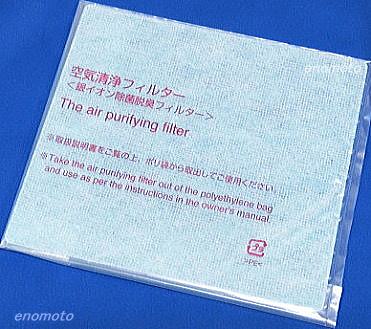 空気清浄フィルター
<銀イオン除菌脱臭フィルター>
The air purifying filter
※取扱説明書をご覧の上、ポリ袋から取出してご使用ください。
※Take the air purifying filter out of the polyethylene bag
and use as per the instructions in the owner's manual.
プラ
>PE<
enomoto